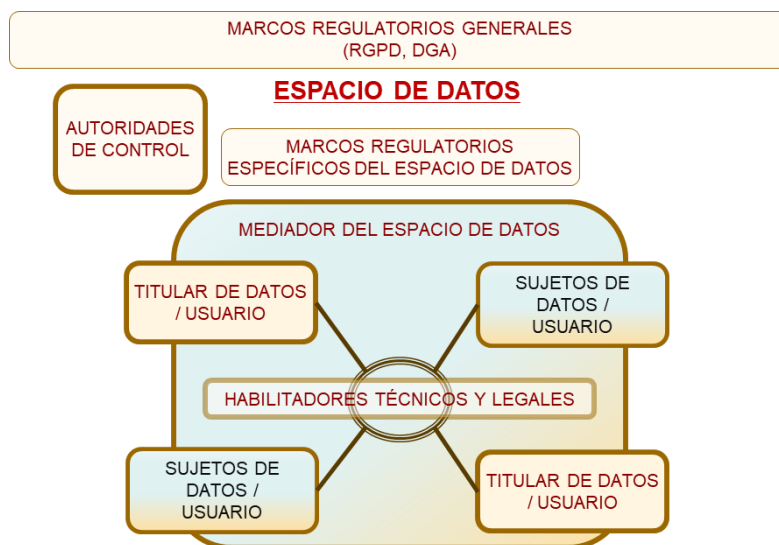 MARCOS REGULATORIOS GENERALES
(RGPD, DGA)
ESPACIO DE DATOS
AUTORIDADES
DE CONTROL
MARCOS REGULATORIOS
ESPECÍFICOS DEL ESPACIO DE DATOS
MEDIADOR DEL ESPACIO DE DATOS
TITULAR DE DATOS
/ USUARIO
SUJETOS DE
DATOS /
USUARIO
HABILITADORES TÉCNICOS Y LEGALES
SUJETOS DE
DATOS /
USUARIO
TITULAR DE DATOS
/ USUARIO